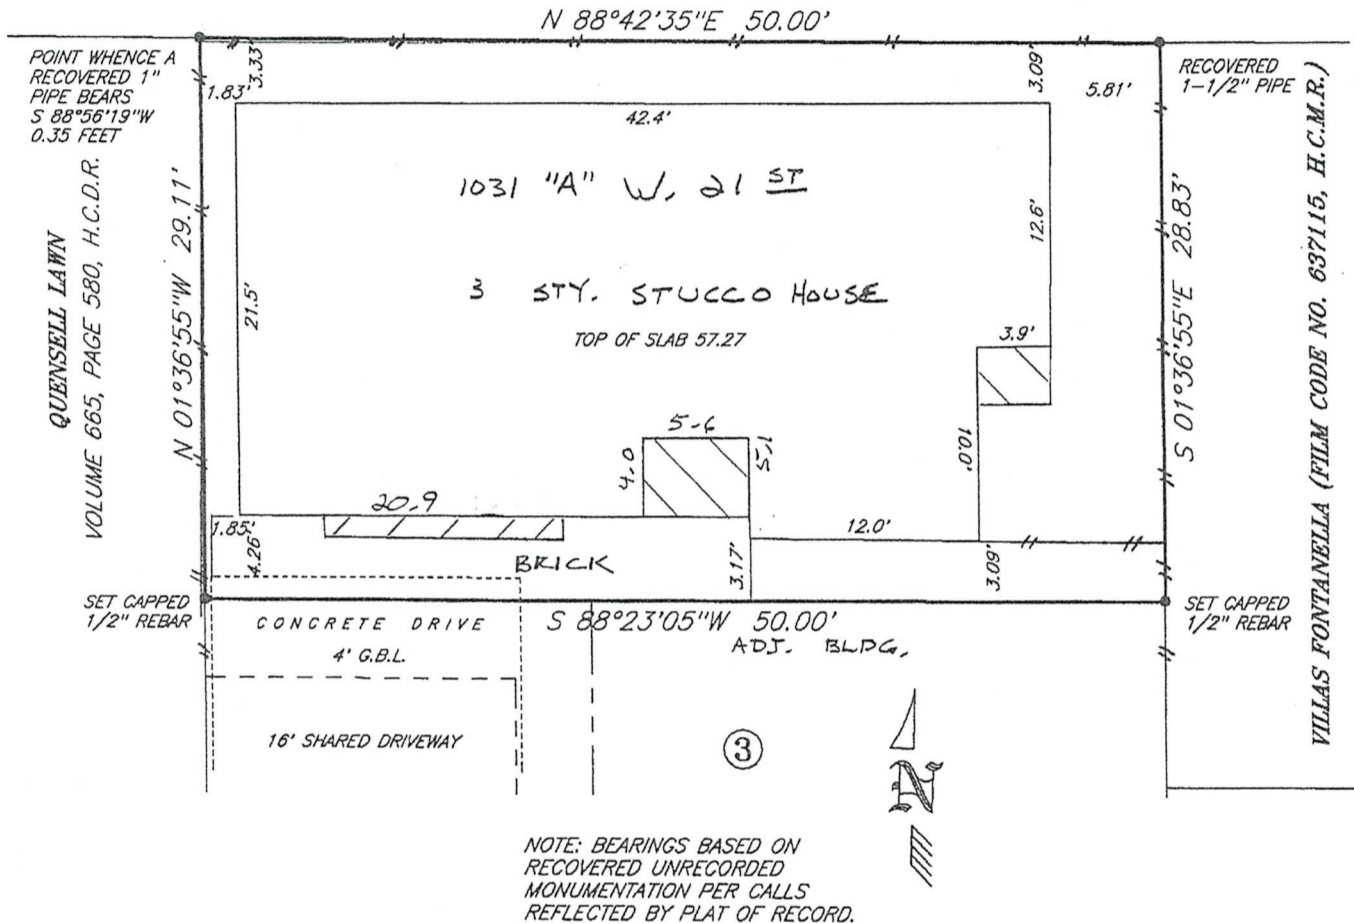 N 88°42'35"E 50.00'
POINT WHENCE A
RECOVERED 1"
PIPE BEARS
S 88°56'19"W
0.35 FEET
3.33'
1.83'
3.09'
5.81'
RECOVERED
1-1/2" PIPE
42.4'
1031 "A" W. 21 ST
QUENSELL LAWN
VOLUME 665, PAGE 580, H.C.D.R.
N 01°36'55"W 29.11'
21.5'
12.6'
S 01°36'55"E 28.83'
VILLAS FONTANELLA (FILM CODE NO. 637115, H.C.M.R.)
3 STY. STUCCO HOUSE
TOP OF SLAB 57.27
3.9'
5.6
4.0
10.0'
20.9
1.85'
4.26'
BRICK
3.17'
12.0'
3.09'
SET CAPPED
1/2" REBAR
CONCRETE DRIVE
S 88°23'05"W 50.00'
SET CAPPED
1/2" REBAR
4' G.B.L.
ADJ. BLDG.
16' SHARED DRIVEWAY
3
N
NOTE: BEARINGS BASED ON
RECOVERED UNRECORDED
MONUMENTATION PER CALLS
REFLECTED BY PLAT OF RECORD.